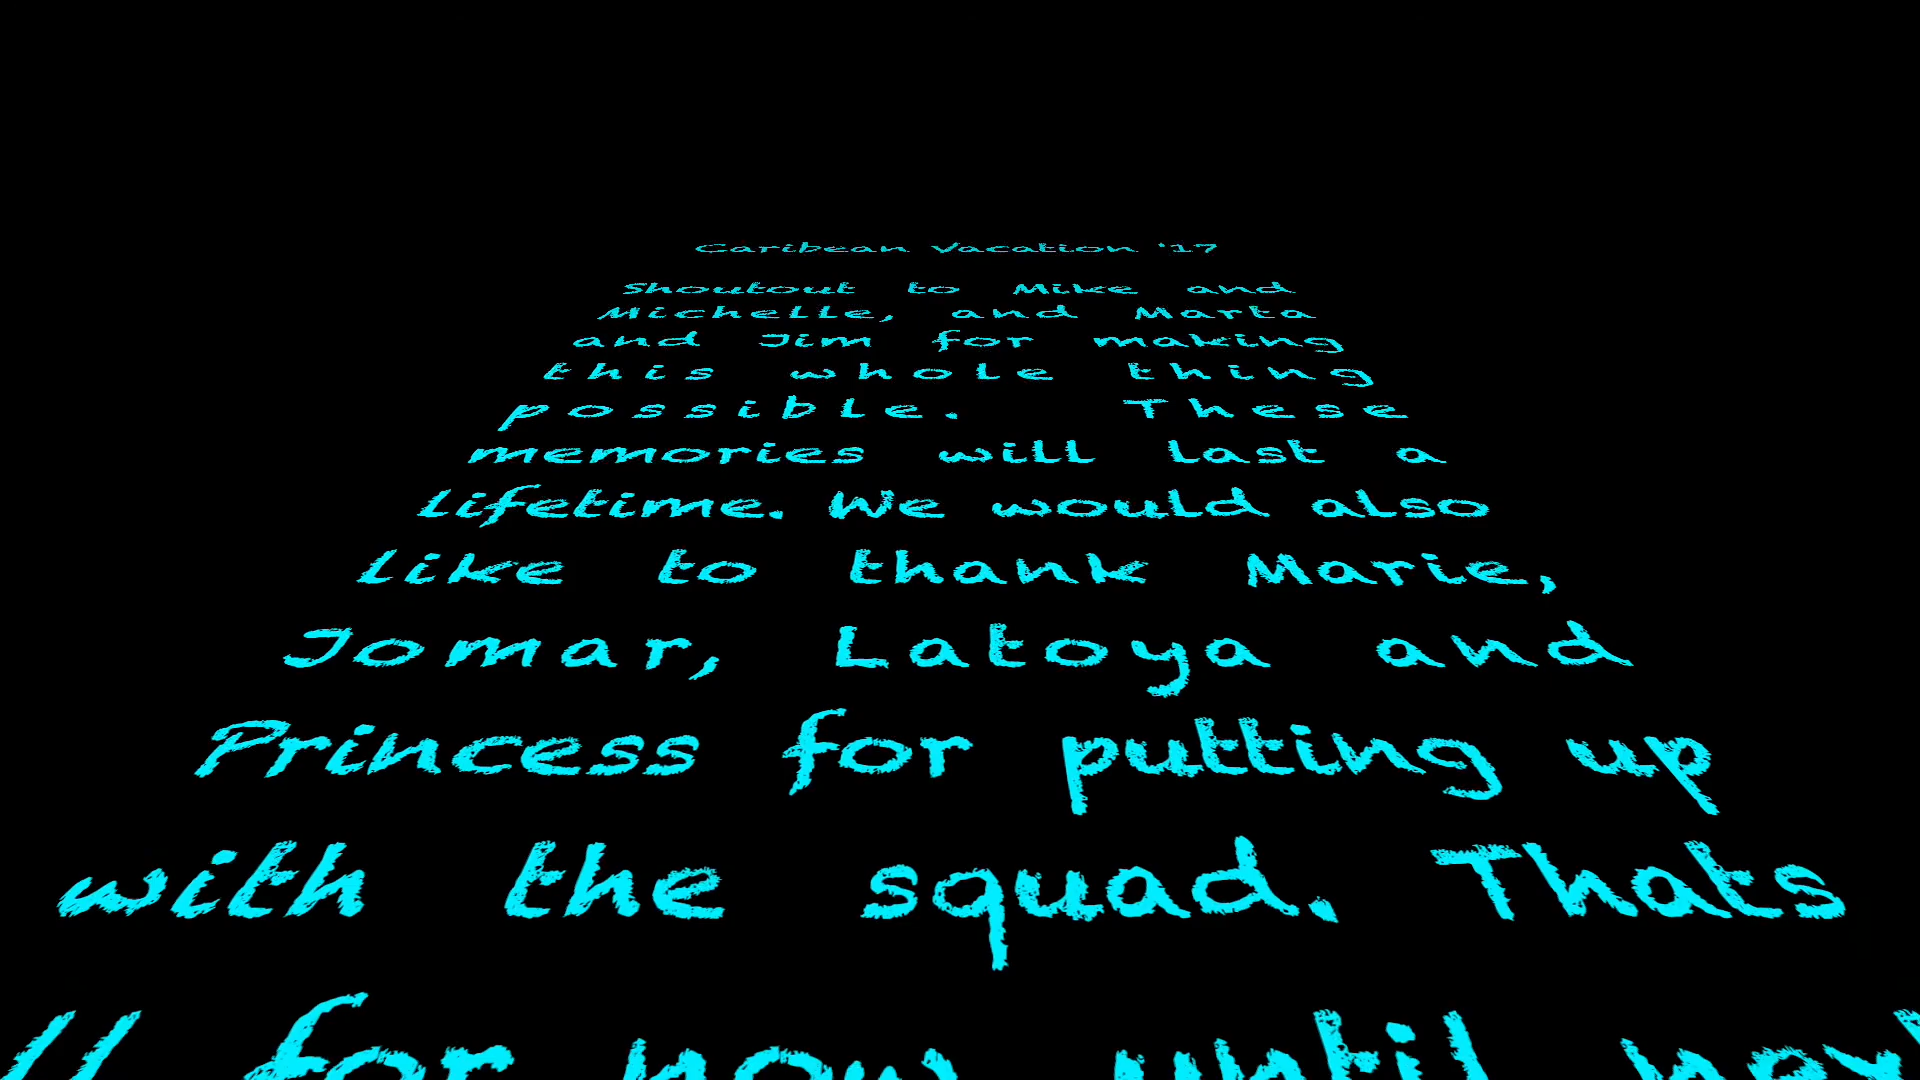 Caribean Vacation '17
Shoutout to Mike and
Michelle, and Marta
and Jim for making
this whole thing
possible. These
memories will last a
lifetime. We would also
like to thank Marie,
Jomar, Latoya and
Princess for putting up
with the squad. Thats
for now until